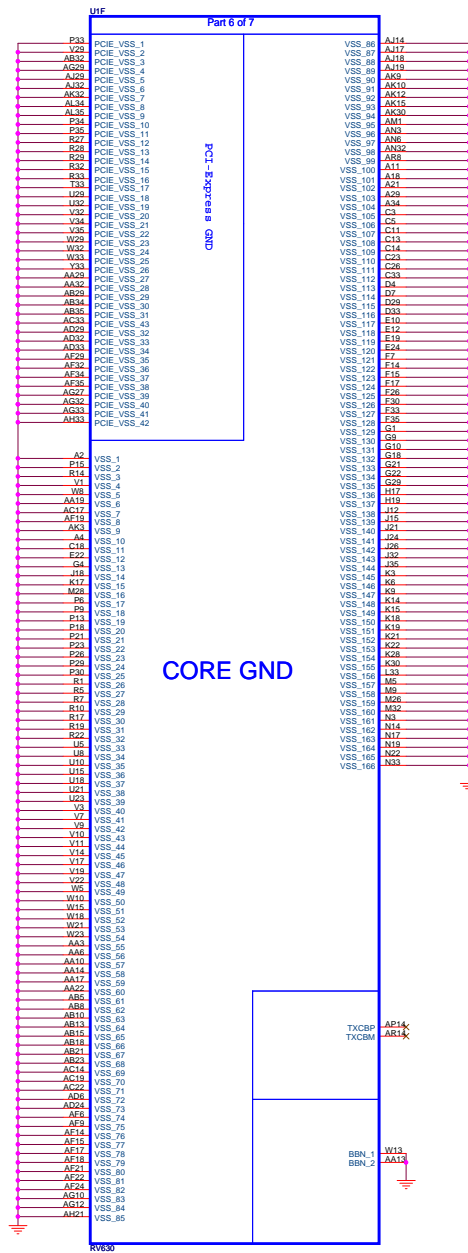 U1F
Part 6 of 7
P33 PCIE_VSS_1
V29 PCIE_VSS_2
AB32 PCIE_VSS_3
AG29 PCIE_VSS_4
AJ29 PCIE_VSS_5
AJ32 PCIE_VSS_6
AK32 PCIE_VSS_7
AL34 PCIE_VSS_8
AL35 PCIE_VSS_9
P34 PCIE_VSS_10
P35 PCIE_VSS_11
R27 PCIE_VSS_12
R28 PCIE_VSS_13
R29 PCIE_VSS_14
R32 PCIE_VSS_15
R33 PCIE_VSS_16
T33 PCIE_VSS_17
U29 PCIE_VSS_18
U32 PCIE_VSS_19
V32 PCIE_VSS_20
V34 PCIE_VSS_21
V35 PCIE_VSS_22
W29 PCIE_VSS_23
W32 PCIE_VSS_24
W33 PCIE_VSS_25
Y33 PCIE_VSS_26
AA29 PCIE_VSS_27
AA32 PCIE_VSS_28
AB29 PCIE_VSS_29
AB34 PCIE_VSS_30
AB35 PCIE_VSS_31
AC33 PCIE_VSS_43
AD29 PCIE_VSS_32
AD32 PCIE_VSS_33
AD33 PCIE_VSS_34
AF29 PCIE_VSS_35
AF32 PCIE_VSS_36
AF34 PCIE_VSS_37
AF35 PCIE_VSS_38
AG27 PCIE_VSS_39
AG32 PCIE_VSS_40
AG33 PCIE_VSS_41
AH33 PCIE_VSS_42
PCI-Express GND
A2 VSS_1
P15 VSS_2
R14 VSS_3
V1 VSS_4
W8 VSS_5
AA19 VSS_6
AC17 VSS_7
AF19 VSS_8
AK3 VSS_9
A4 VSS_10
C18 VSS_11
E22 VSS_12
G4 VSS_13
J18 VSS_14
K17 VSS_15
M28 VSS_16
P6 VSS_17
P9 VSS_18
P13 VSS_19
P18 VSS_20
P21 VSS_21
P23 VSS_22
P26 VSS_23
P29 VSS_24
P30 VSS_25
R1 VSS_26
R5 VSS_27
R7 VSS_28
R10 VSS_29
R17 VSS_30
R19 VSS_31
R22 VSS_32
U5 VSS_33
U8 VSS_34
U10 VSS_35
U15 VSS_36
U18 VSS_37
U21 VSS_38
U23 VSS_39
V3 VSS_40
V7 VSS_41
V9 VSS_42
V10 VSS_43
V11 VSS_44
V14 VSS_45
V17 VSS_46
V19 VSS_47
V22 VSS_48
W5 VSS_49
W10 VSS_50
W15 VSS_51
W18 VSS_52
W21 VSS_53
W23 VSS_54
AA3 VSS_55
AA6 VSS_56
AA10 VSS_57
AA14 VSS_58
AA17 VSS_59
AA22 VSS_60
AB5 VSS_61
AB8 VSS_62
AB10 VSS_63
AB13 VSS_64
AB15 VSS_65
AB18 VSS_66
AB21 VSS_67
AB23 VSS_68
AC14 VSS_69
AC19 VSS_70
AC22 VSS_71
AD6 VSS_72
AD24 VSS_73
AF6 VSS_74
AF9 VSS_75
AF14 VSS_76
AF15 VSS_77
AF17 VSS_78
AF18 VSS_79
AF21 VSS_80
AF22 VSS_81
AF24 VSS_82
AG10 VSS_83
AG12 VSS_84
AH21 VSS_85
CORE GND
VSS_86 AJ14
VSS_87 AJ17
VSS_88 AJ18
VSS_89 AJ19
VSS_90 AK9
VSS_91 AK10
VSS_92 AK12
VSS_93 AK15
VSS_94 AK30
VSS_95 AM1
VSS_96 AN3
VSS_97 AN6
VSS_98 AN32
VSS_99 AR8
VSS_100 A11
VSS_101 A18
VSS_102 A21
VSS_103 A29
VSS_104 A34
VSS_105 C3
VSS_106 C5
VSS_107 C11
VSS_108 C13
VSS_109 C14
VSS_110 C23
VSS_111 C26
VSS_112 C33
VSS_113 D4
VSS_114 D7
VSS_115 D29
VSS_116 D33
VSS_117 E10
VSS_118 E12
VSS_119 E19
VSS_120 E24
VSS_121 F7
VSS_122 F14
VSS_123 F15
VSS_124 F17
VSS_125 F26
VSS_126 F30
VSS_127 F33
VSS_128 F35
VSS_129 G1
VSS_130 G9
VSS_131 G10
VSS_132 G18
VSS_133 G21
VSS_134 G22
VSS_135 G29
VSS_136 H17
VSS_137 H19
VSS_138 J12
VSS_139 J15
VSS_140 J21
VSS_141 J24
VSS_142 J26
VSS_143 J32
VSS_144 J35
VSS_145 K3
VSS_146 K6
VSS_147 K9
VSS_148 K14
VSS_149 K15
VSS_150 K18
VSS_151 K19
VSS_152 K21
VSS_153 K22
VSS_154 K28
VSS_155 K30
VSS_156 L33
VSS_157 M5
VSS_158 M9
VSS_159 M26
VSS_160 M32
VSS_161 N3
VSS_162 N14
VSS_163 N17
VSS_164 N19
VSS_165 N22
VSS_166 N33
TXCBP AP14
TXCBM AR14
BBN_1 W13
BBN_2 AA13
RV630